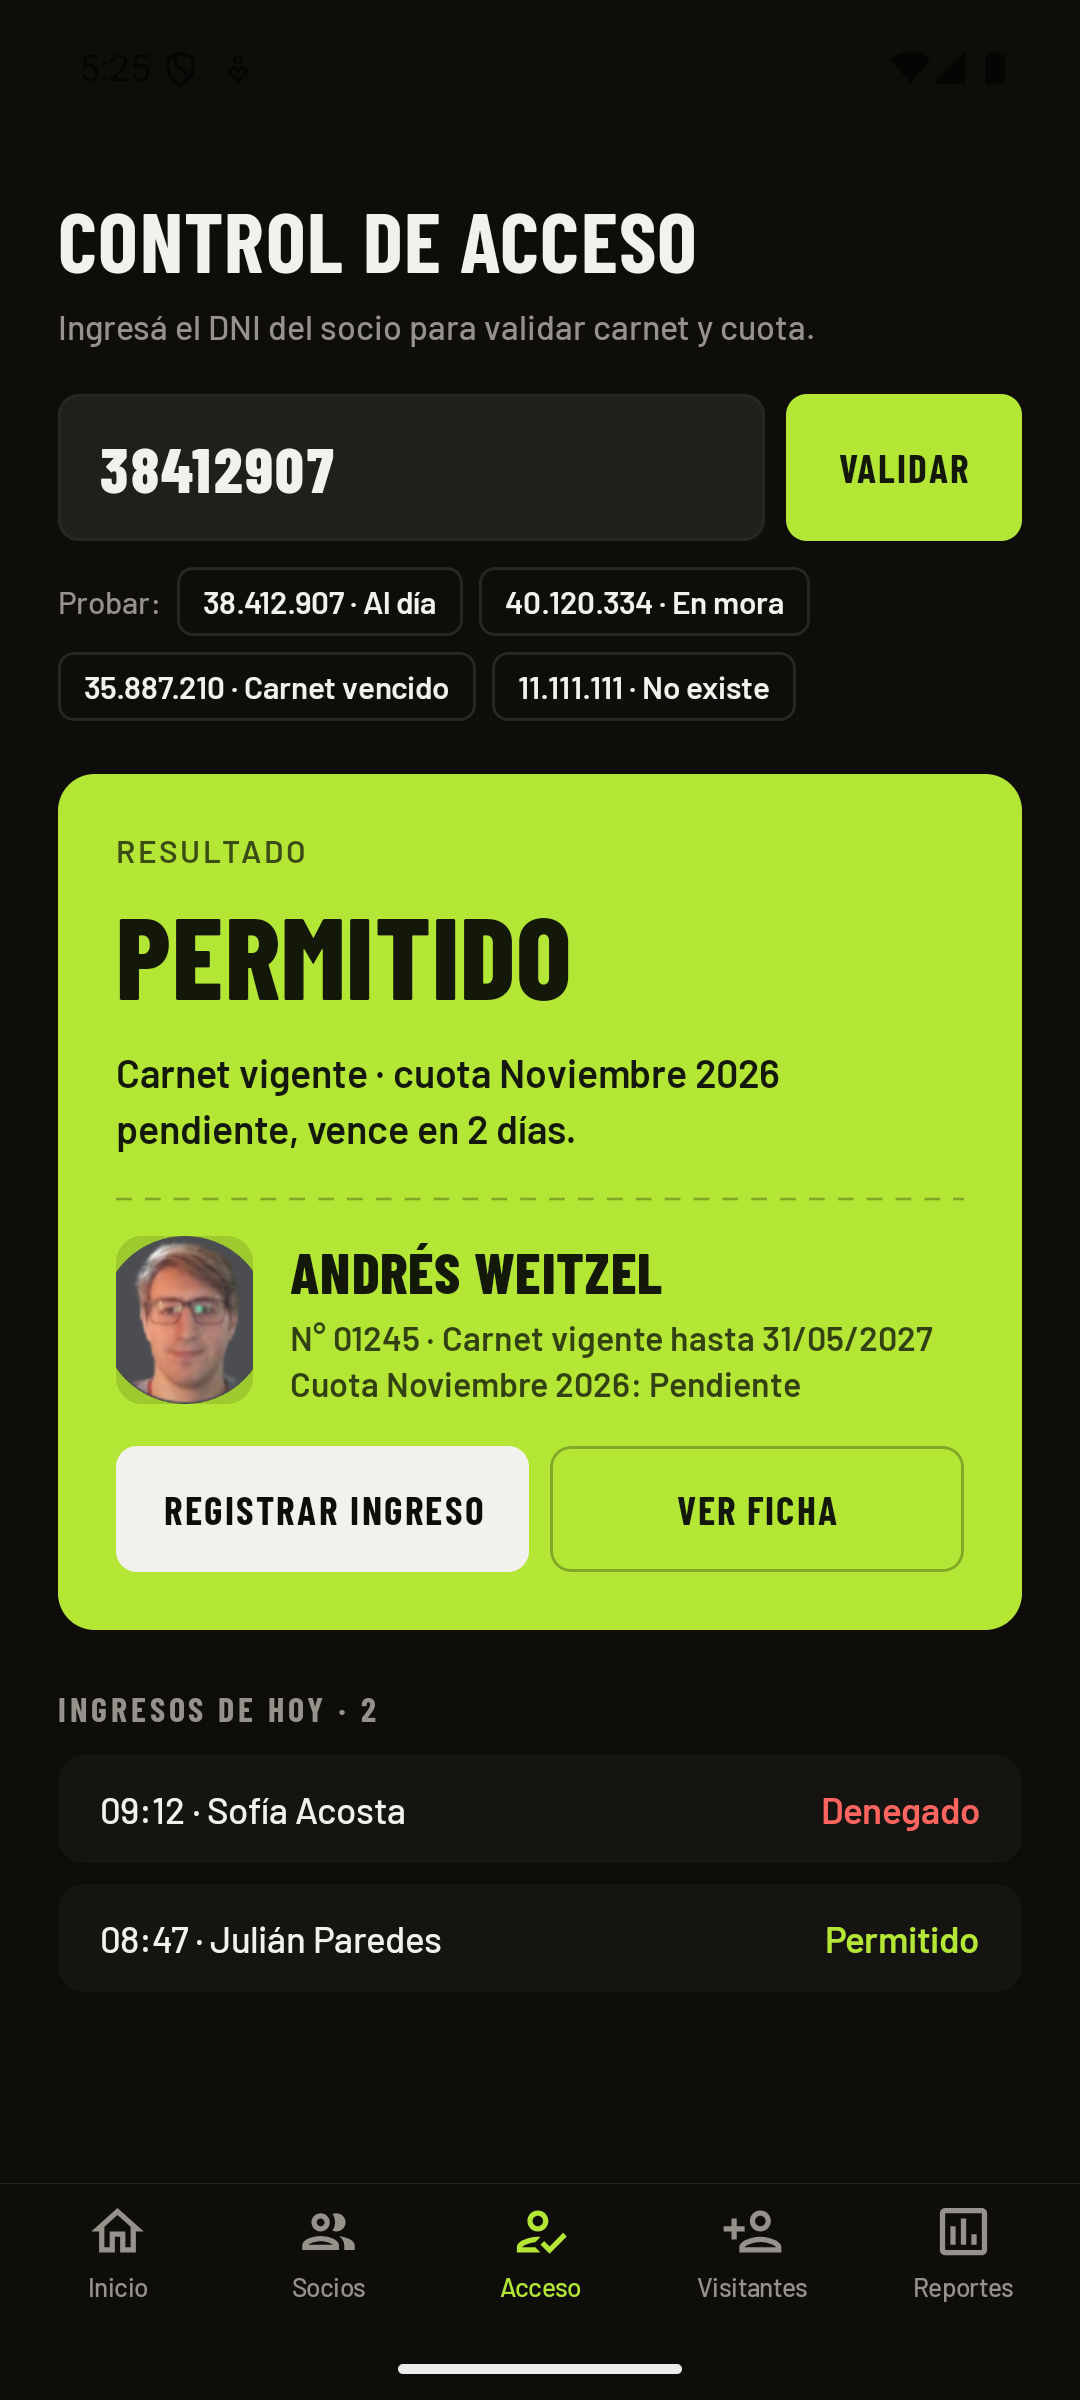 5:25
CONTROL DE ACCESO
Ingresá el DNI del socio para validar carnet y cuota.
38412907
VALIDAR
Probar:
38.412.907 · Al día
40.120.334 · En mora
35.887.210 · Carnet vencido
11.111.111 · No existe
RESULTADO
PERMITIDO
Carnet vigente · cuota Noviembre 2026
pendiente, vence en 2 días.
ANDRÉS WEITZEL
N° 01245 · Carnet vigente hasta 31/05/2027
Cuota Noviembre 2026: Pendiente
REGISTRAR INGRESO
VER FICHA
INGRESOS DE HOY · 2
09:12 · Sofía Acosta
Denegado
08:47 · Julián Paredes
Permitido
Inicio
Socios
Acceso
Visitantes
Reportes